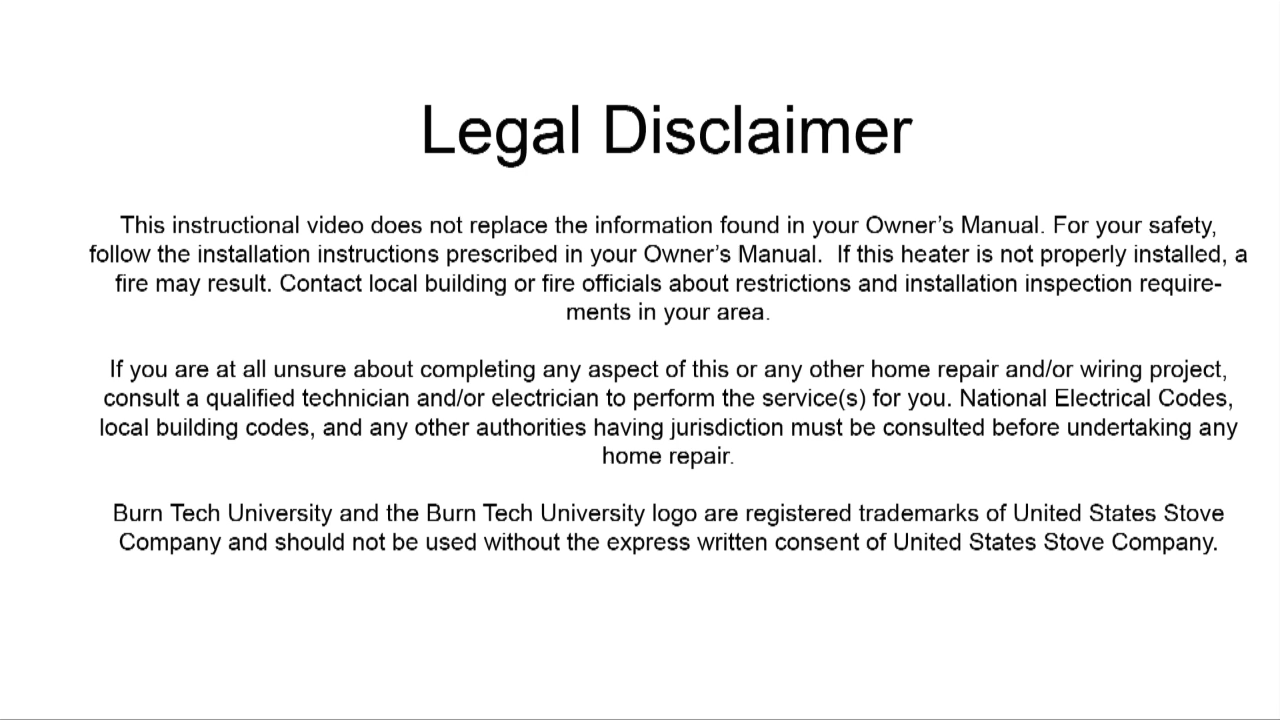 Legal Disclaimer
This instructional video does not replace the information found in your Owner’s Manual. For your safety,
follow the installation instructions prescribed in your Owner’s Manual.  If this heater is not properly installed, a
fire may result. Contact local building or fire officials about restrictions and installation inspection require-
ments in your area.
If you are at all unsure about completing any aspect of this or any other home repair and/or wiring project,
consult a qualified technician and/or electrician to perform the service(s) for you. National Electrical Codes,
local building codes, and any other authorities having jurisdiction must be consulted before undertaking any
home repair.
Burn Tech University and the Burn Tech University logo are registered trademarks of United States Stove
Company and should not be used without the express written consent of United States Stove Company.